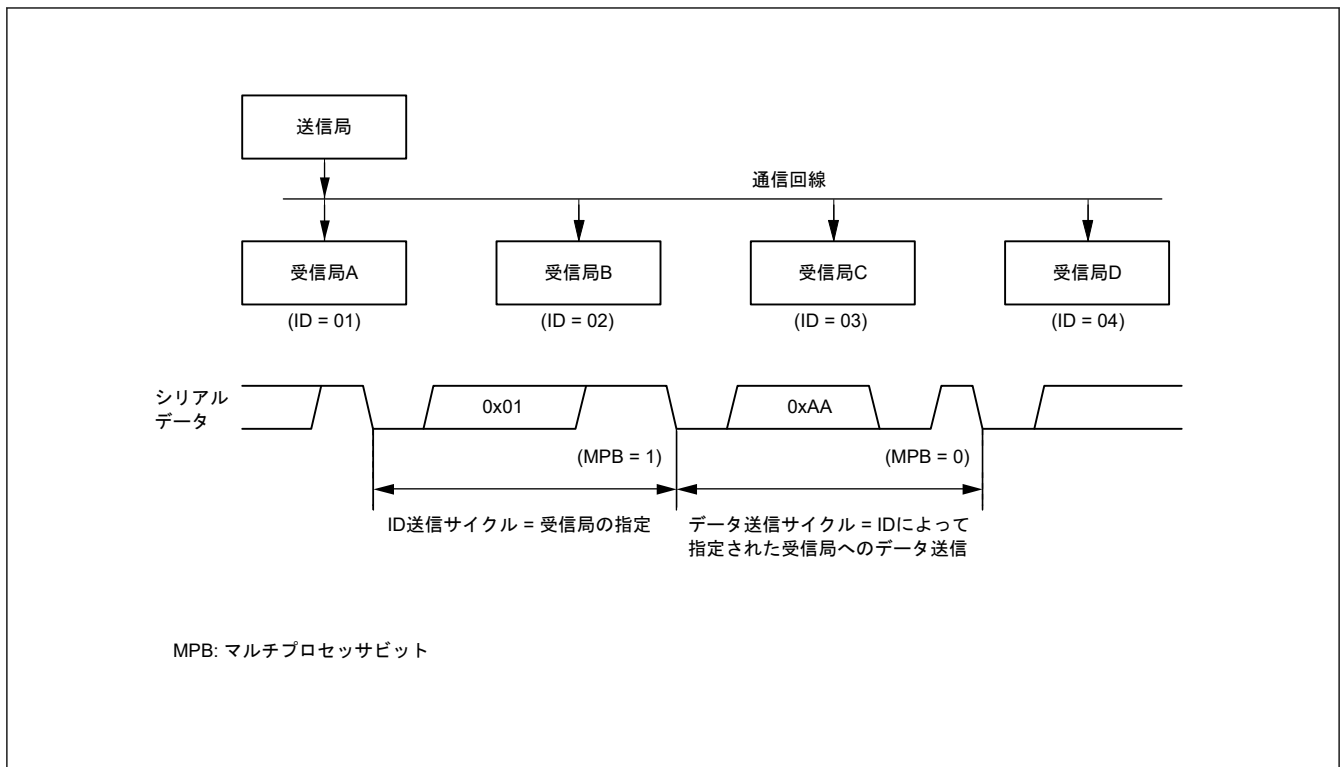 送信局
通信回線
受信局A
受信局B
受信局C
受信局D
(ID = 01)
(ID = 02)
(ID = 03)
(ID = 04)
シリアル
データ
0x01
0xAA
(MPB = 1)
(MPB = 0)
ID送信サイクル = 受信局の指定
データ送信サイクル = IDによって
指定された受信局へのデータ送信
MPB: マルチプロセッサビット